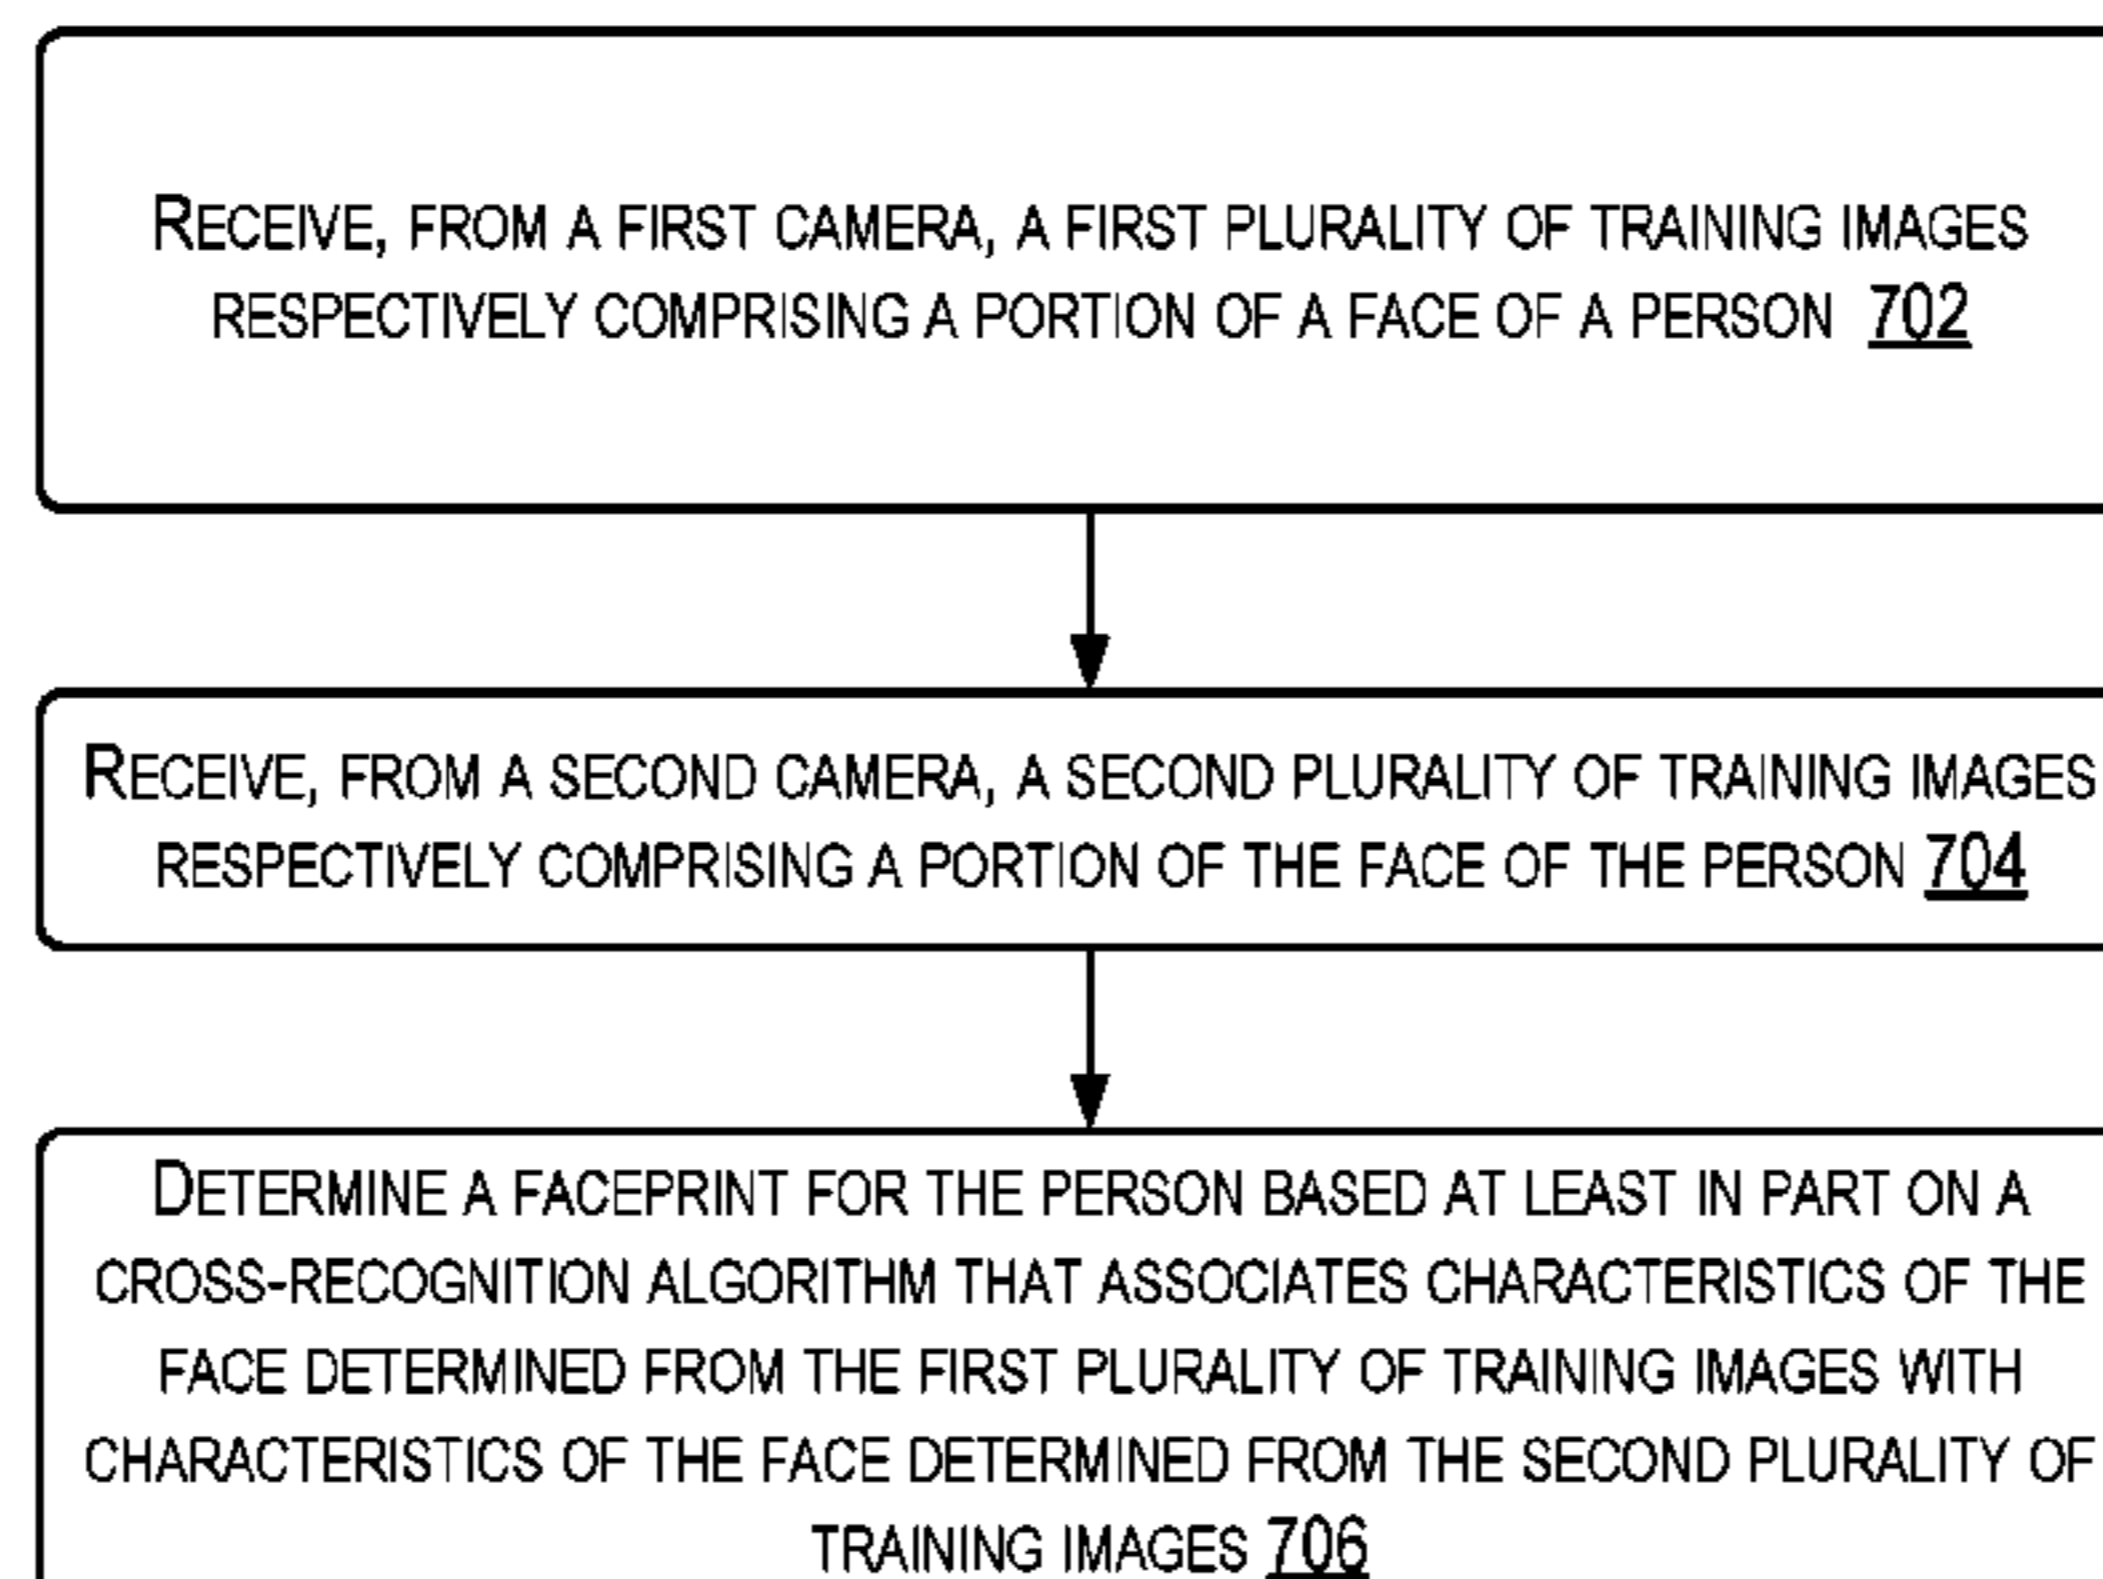 RECEIVE, FROM A FIRST CAMERA, A FIRST PLURALITY OF TRAINING IMAGES
RESPECTIVELY COMPRISING A PORTION OF A FACE OF A PERSON 702
RECEIVE, FROM A SECOND CAMERA, A SECOND PLURALITY OF TRAINING IMAGES
RESPECTIVELY COMPRISING A PORTION OF THE FACE OF THE PERSON 704
DETERMINE A FACEPRINT FOR THE PERSON BASED AT LEAST IN PART ON A
CROSS-RECOGNITION ALGORITHM THAT ASSOCIATES CHARACTERISTICS OF THE
FACE DETERMINED FROM THE FIRST PLURALITY OF TRAINING IMAGES WITH
CHARACTERISTICS OF THE FACE DETERMINED FROM THE SECOND PLURALITY OF
TRAINING IMAGES 706